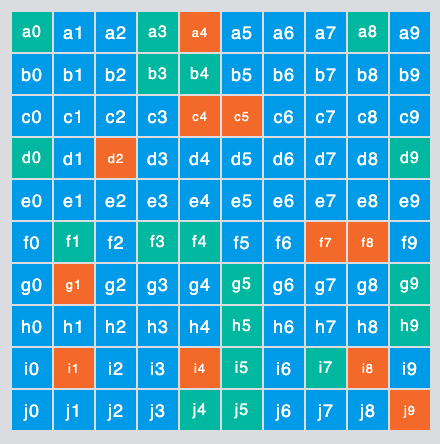 a0 a1 a2 a3 a4 a5 a6 a7 a8 a9
b0 b1 b2 b3 b4 b5 b6 b7 b8 b9
c0 c1 c2 c3 c4 c5 c6 c7 c8 c9
d0 d1 d2 d3 d4 d5 d6 d7 d8 d9
e0 e1 e2 e3 e4 e5 e6 e7 e8 e9
f0 f1 f2 f3 f4 f5 f6 f7 f8 f9
g0 g1 g2 g3 g4 g5 g6 g7 g8 g9
h0 h1 h2 h3 h4 h5 h6 h7 h8 h9
i0 i1 i2 i3 i4 i5 i6 i7 i8 i9
j0 j1 j2 j3 j4 j5 j6 j7 j8 j9